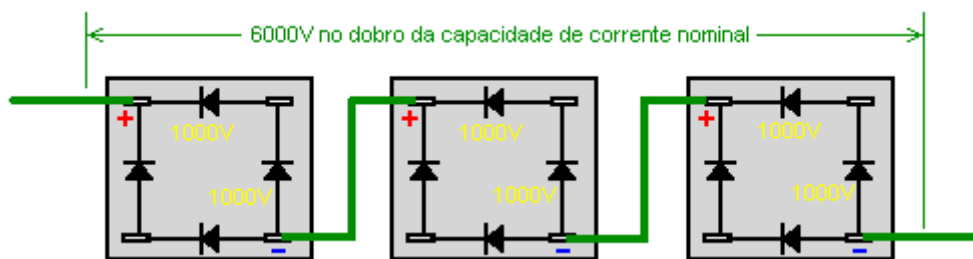 6000V no dobro da capacidade de corrente nominal
+ + +
1000V 1000V 1000V
1000V 1000V 1000V
- - -